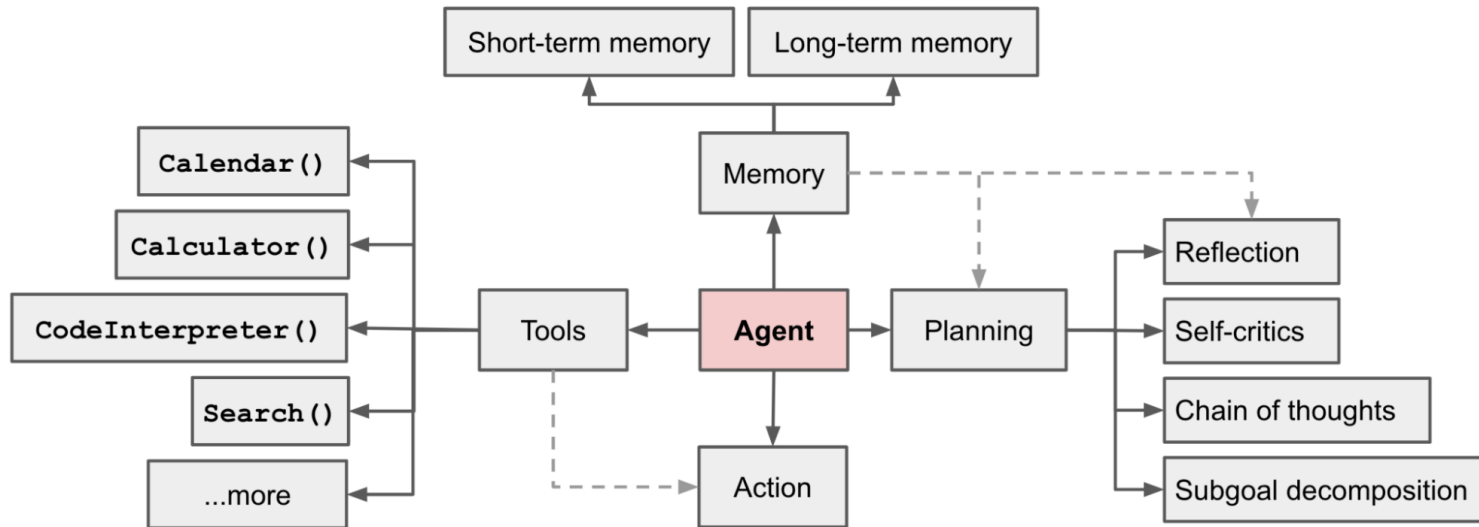 Short-term memory
Long-term memory
Calendar()
Memory
Calculator()
Reflection
CodeInterpreter()
Tools
Agent
Planning
Self-critics
Search()
Chain of thoughts
...more
Action
Subgoal decomposition